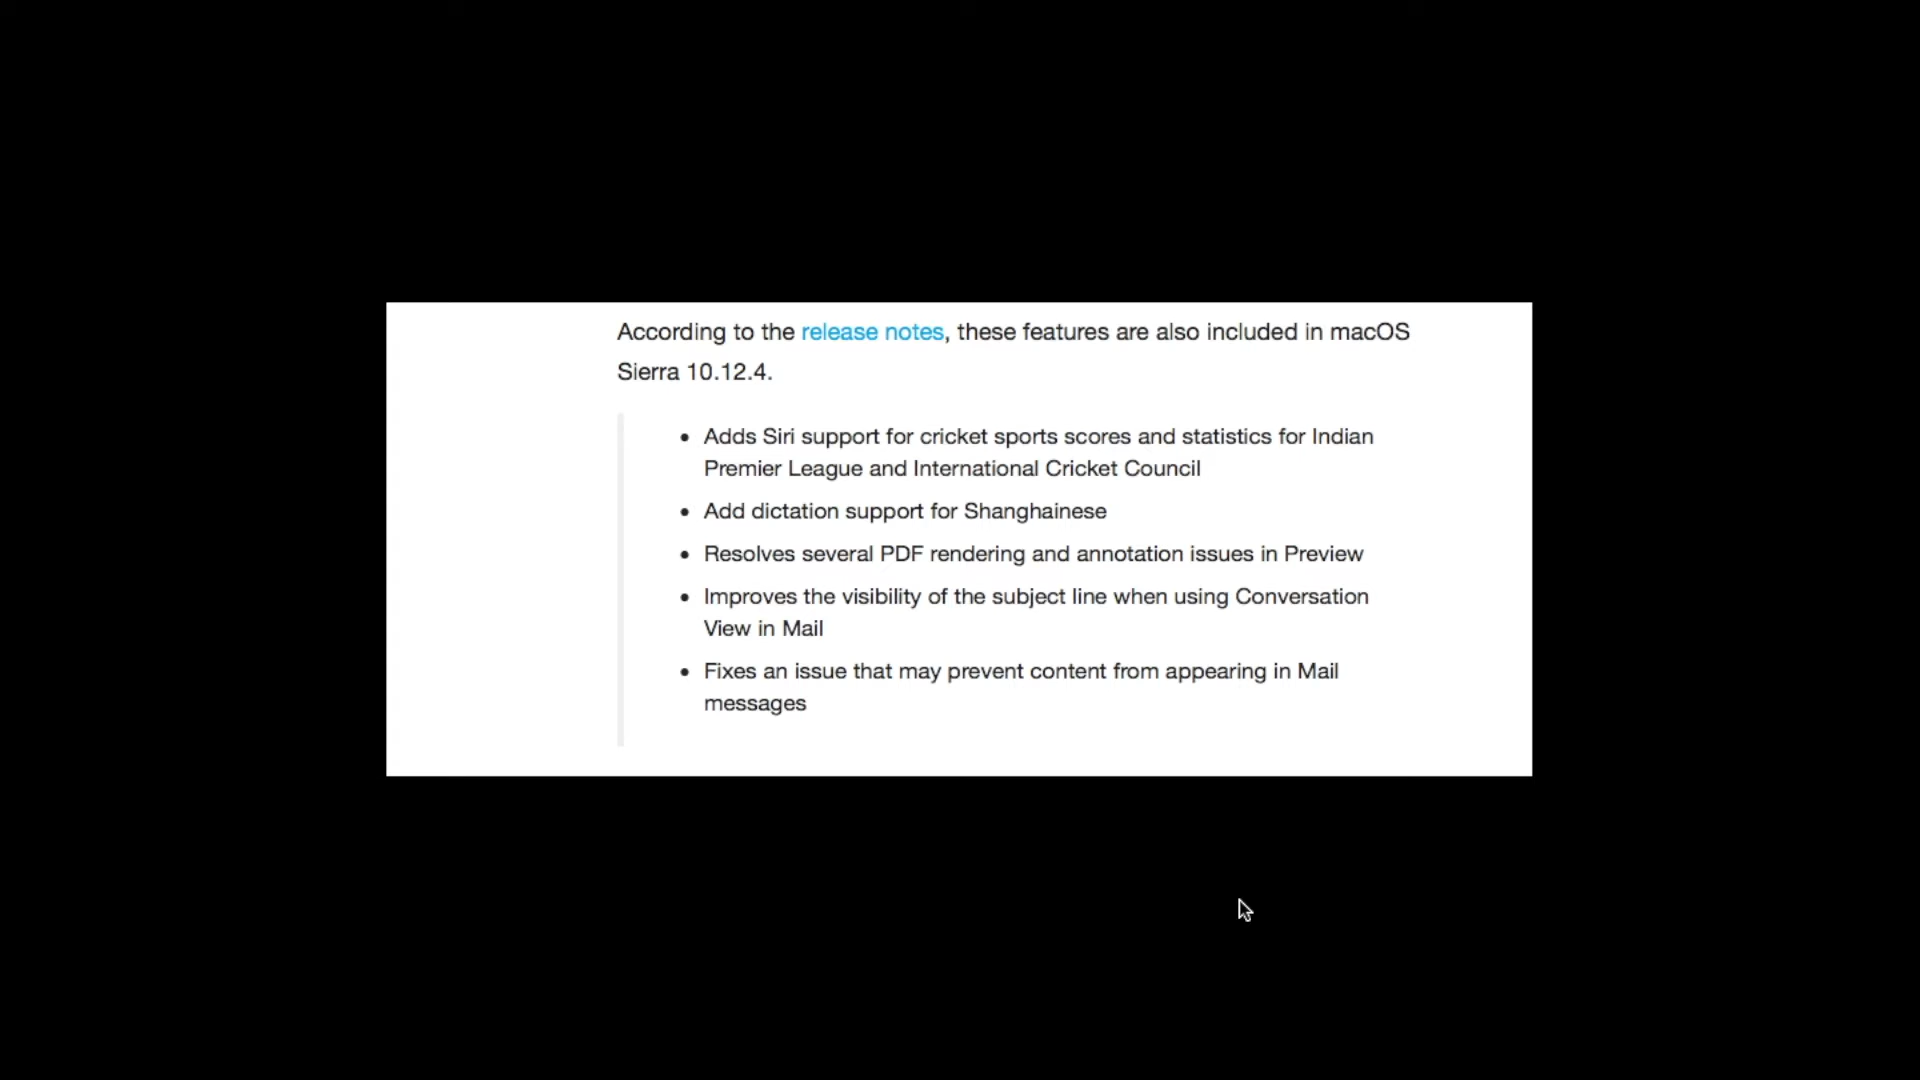 According to the release notes, these features are also included in macOS
Sierra 10.12.4.
• Adds Siri support for cricket sports scores and statistics for Indian
Premier League and International Cricket Council
• Add dictation support for Shanghainese
• Resolves several PDF rendering and annotation issues in Preview
• Improves the visibility of the subject line when using Conversation
View in Mail
• Fixes an issue that may prevent content from appearing in Mail
messages